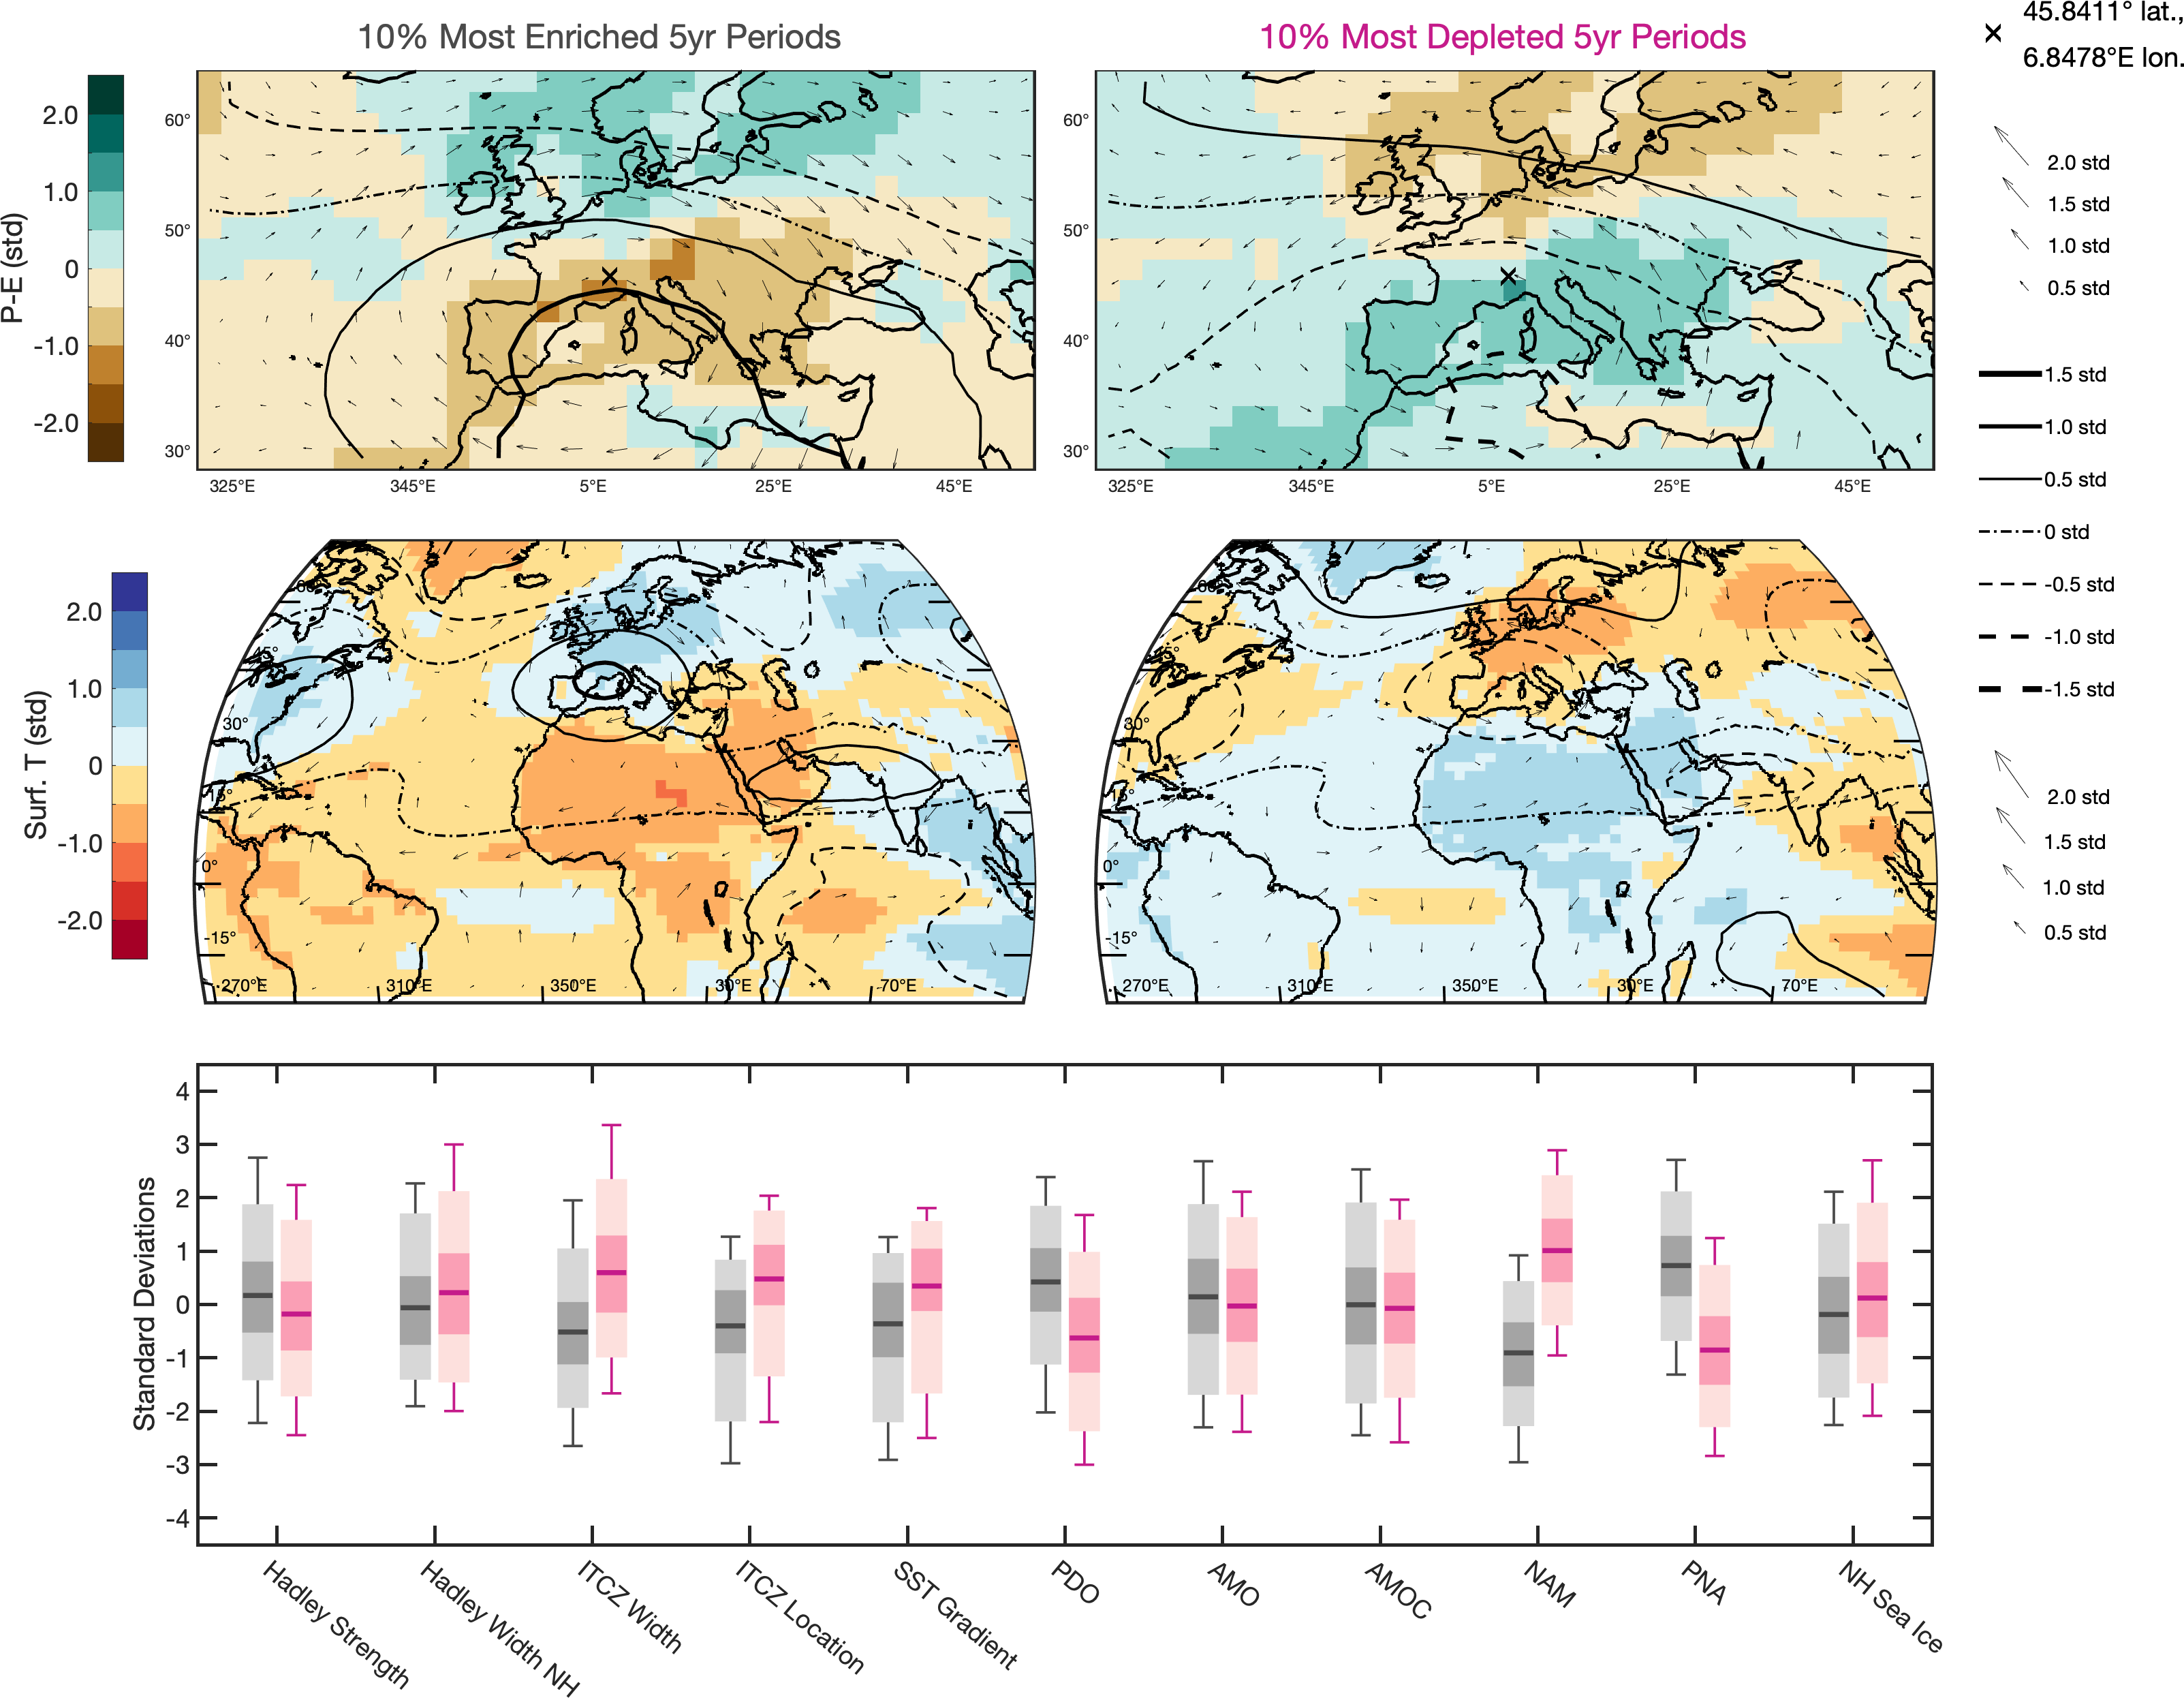 10% Most Enriched 5yr Periods
10% Most Depleted 5yr Periods
45.8411° lat.,
6.8478°E lon.
P-E (std)
2.0
1.0
0
-1.0
-2.0
60°
50°
40°
30°
325°E 345°E 5°E 25°E 45°E
60°
50°
40°
30°
325°E 345°E 5°E 25°E 45°E
2.0 std
1.5 std
1.0 std
0.5 std
1.5 std
1.0 std
0.5 std
0 std
-0.5 std
-1.0 std
-1.5 std
Surf. T (std)
2.0
1.0
0
-1.0
-2.0
45°
30°
15°
0°
-15°
270°E 310°E 350°E 30°E 70°E
45°
30°
15°
0°
-15°
270°E 310°E 350°E 30°E 70°E
2.0 std
1.5 std
1.0 std
0.5 std
Standard Deviations
4
3
2
1
0
-1
-2
-3
-4
Hadley Strength
Hadley Width NH
ITCZ Width
ITCZ Location
SST Gradient
PDO
AMO
AMOC
NAM
PNA
NH Sea Ice